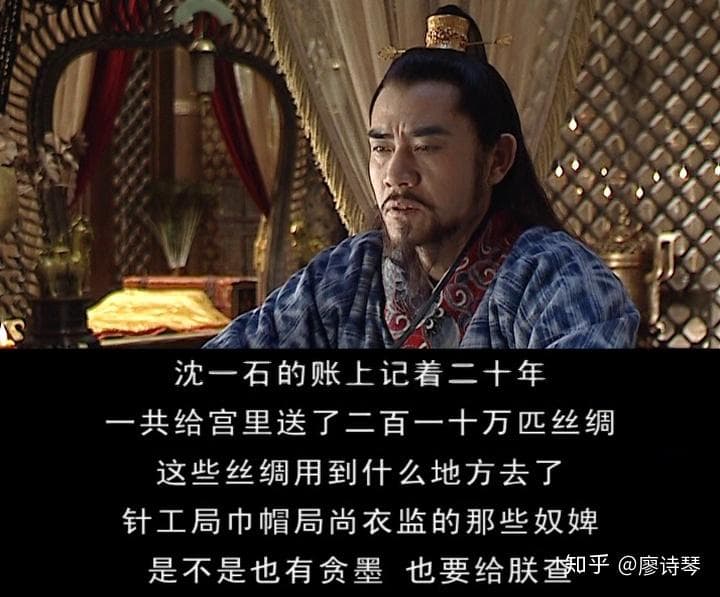 沈一石的账上记着二十年
一共给宫里送了二百一十万匹丝绸
这些丝绸用到什么地方去了
针工局巾帽局尚衣监的那些奴婢
是不是也有贪墨 也要给朕查
知乎 @廖诗琴